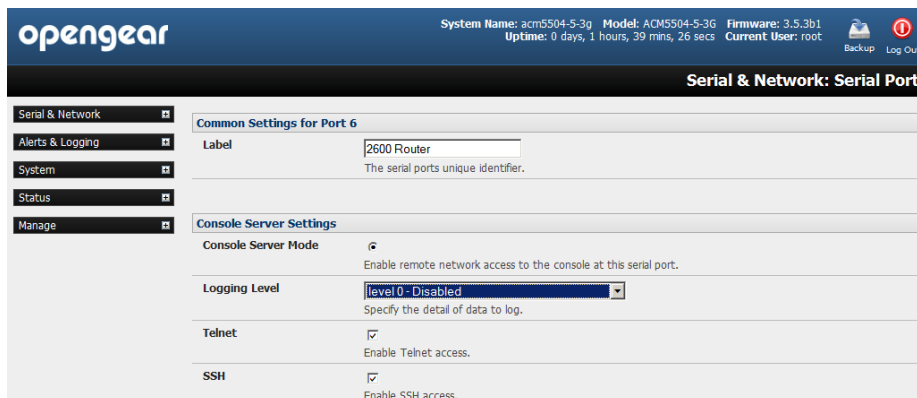 opengear
System Name: acm5504-5-3g Model: ACM5504-5-3G Firmware: 3.5.3b1
Uptime: 0 days, 1 hours, 39 mins, 26 secs Current User: root
Backup
Log Ou
Serial & Network: Serial Port
Serial & Network
Alerts & Logging
System
Status
Manage
Common Settings for Port 6
Label
2600 Router
The serial ports unique identifier.
Console Server Settings
Console Server Mode
Enable remote network access to the console at this serial port.
Logging Level
level 0 - Disabled
Specify the detail of data to log.
Telnet
Enable Telnet access.
SSH
Enable SSH access.